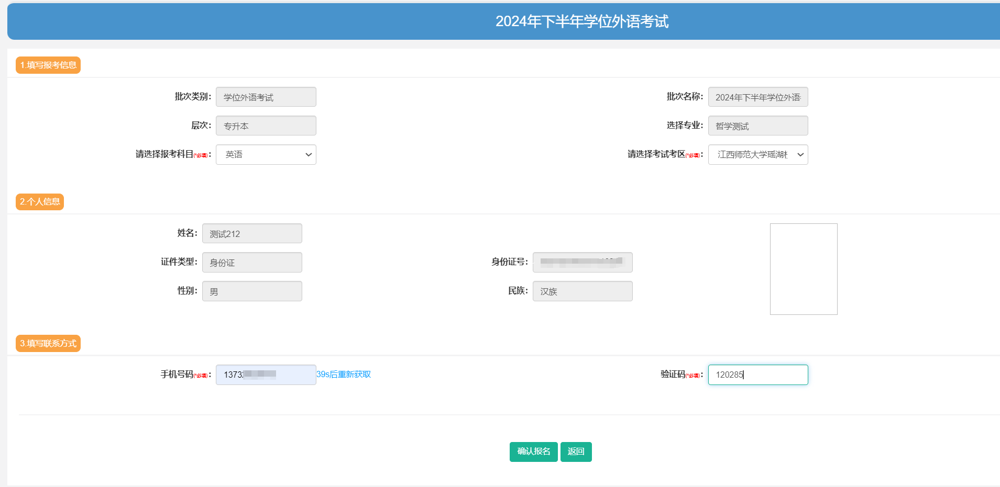 2024年下半年学位外语考试
1.填写报考信息
批次类别： 学位外语考试 批次名称： 2024年下半年学位外语
层次： 专升本 选择专业： 哲学测试
请选择报考科目(*必填)： 英语 请选择考试考区(*必填)： 江西师范大学瑶湖
2.个人信息
姓名： 测试212
证件类型： 身份证 身份证号：
性别： 男 民族： 汉族
3.填写联系方式
手机号码(*必填)： 1373 39s后重新获取 验证码(*必填)： 120285
确认报名 返回